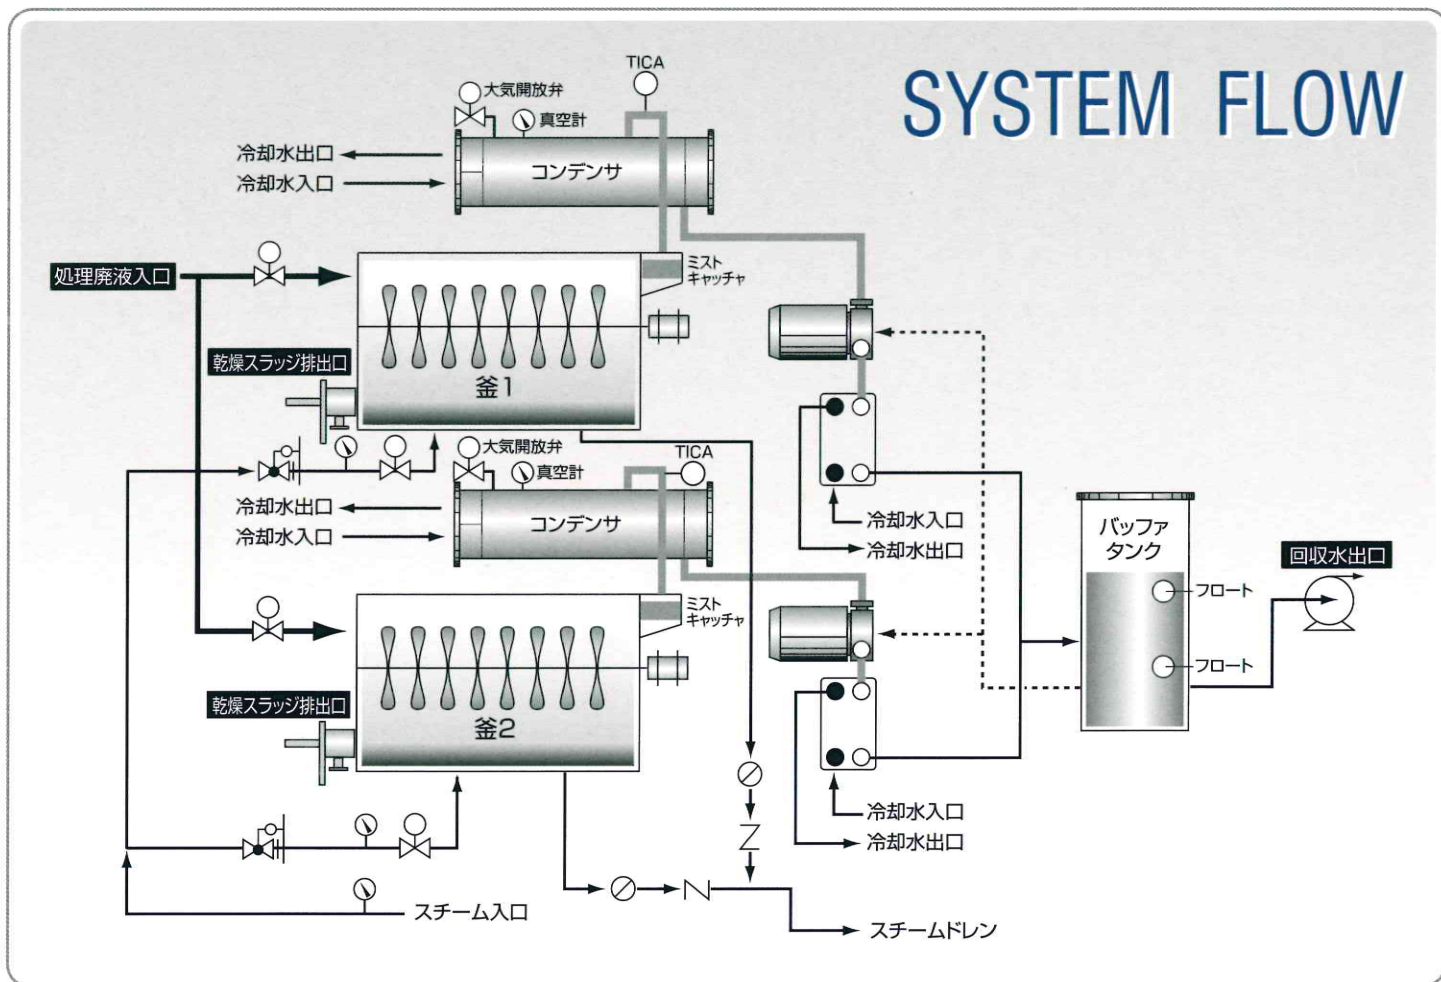 SYSTEM FLOW
TICA
大気開放弁
真空計
冷却水出口
冷却水入口
コンデンサ
処理廃液入口
ミスト
キャッチャ
乾燥スラッジ排出口
釜1
大気開放弁
真空計
TICA
冷却水出口
冷却水入口
コンデンサ
冷却水入口
冷却水出口
バッファ
タンク
フロート
フロート
回収水出口
ミスト
キャッチャ
乾燥スラッジ排出口
釜2
冷却水入口
冷却水出口
スチーム入口
スチームドレン